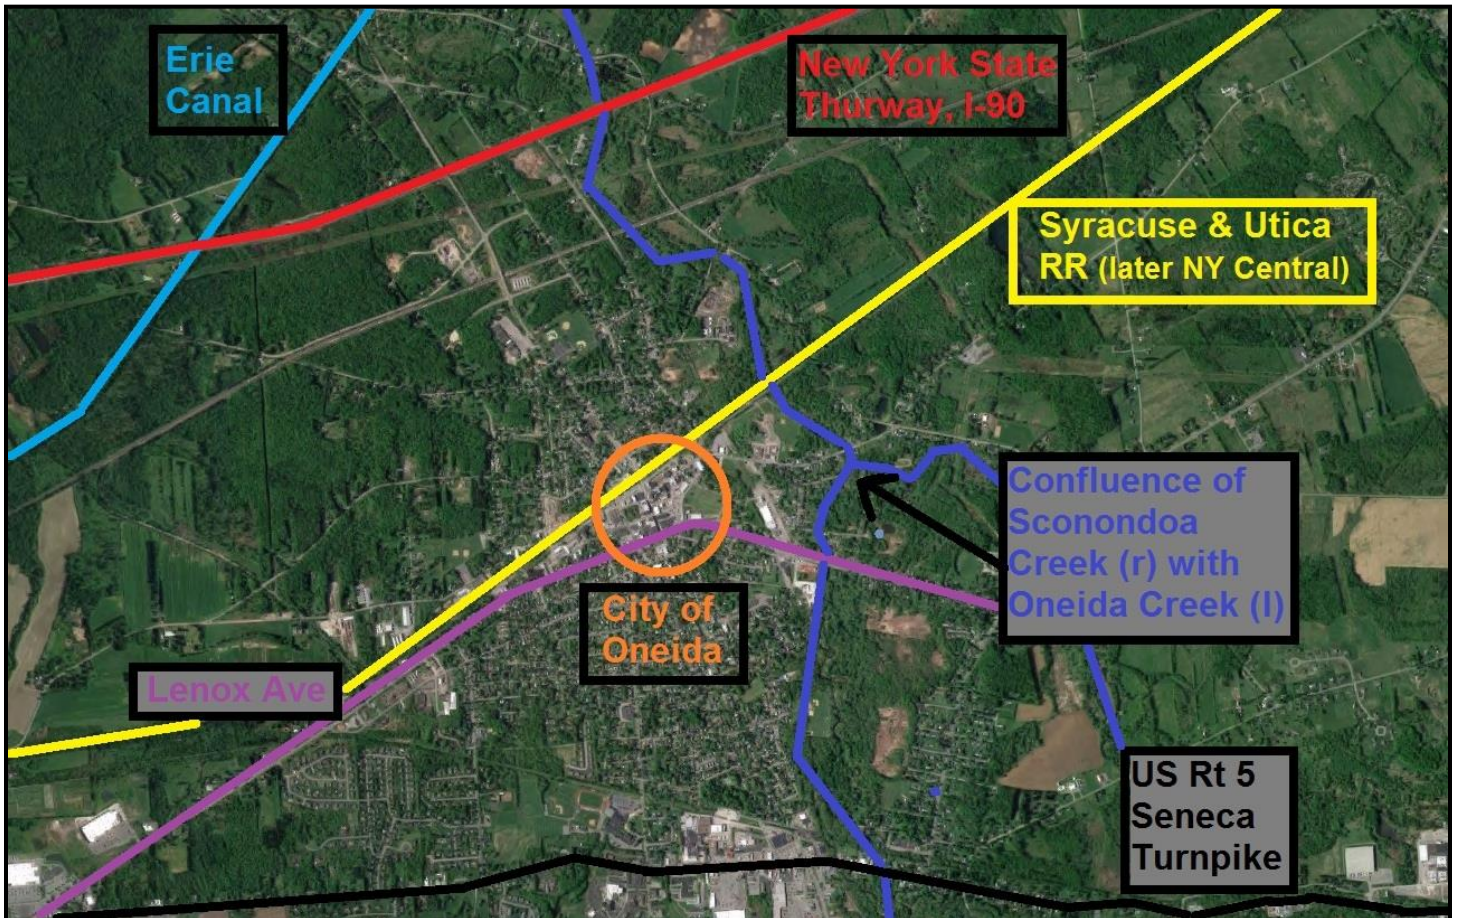 Erie
Canal
New York State
Thurway, I-90
Syracuse & Utica
RR (later NY Central)
Confluence of
Sconondoa
Creek (r) with
Oneida Creek (l)
City of
Oneida
Lenox Ave
US Rt 5
Seneca
Turnpike